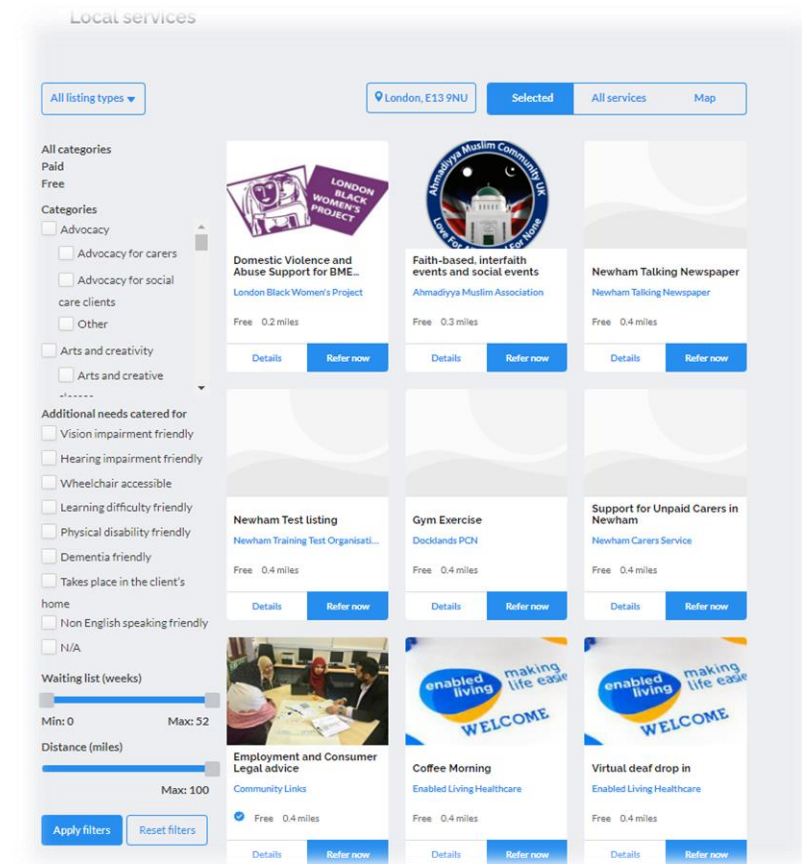 Local services
All listing types
London, E13 9NU
Selected
All services
Map
All categories
Paid
Free
Categories
Advocacy
Advocacy for carers
Advocacy for social
care clients
Other
Arts and creativity
Arts and creative
Additional needs catered for
Vision impairment friendly
Hearing impairment friendly
Wheelchair accessible
Learning difficulty friendly
Physical disability friendly
Dementia friendly
Takes place in the client's
home
Non English speaking friendly
N/A
Waiting list (weeks)
Min: 0
Max: 52
Distance (miles)
Max: 100
Apply filters
Reset filters
LONDON
BLACK
WOMEN'S
PROJECT
Domestic Violence and
Abuse Support for BME...
London Black Women's Project
Free 0.2 miles
Details
Refer now
Ahmadiyya Muslim Community UK
Love For All Hatred For None
Faith-based, interfaith
events and social events
Ahmadiyya Muslim Association
Free 0.3 miles
Details
Refer now
Newham Talking Newspaper
Newham Talking Newspaper
Free 0.4 miles
Details
Refer now
Newham Test listing
Newham Training Test Organisati...
Free 0.4 miles
Details
Refer now
Gym Exercise
Docklands PCN
Free 0.4 miles
Details
Refer now
Support for Unpaid Carers in
Newham
Newham Carers Service
Free 0.4 miles
Details
Refer now
Employment and Consumer
Legal advice
Community Links
Free 0.4 miles
Details
Refer now
enabled
living
making
life easie
WELCOME
Coffee Morning
Enabled Living Healthcare
Free 0.4 miles
Details
Refer now
enabled
living
making
life easie
WELCOME
Virtual deaf drop in
Enabled Living Healthcare
Free 0.4 miles
Details
Refer now